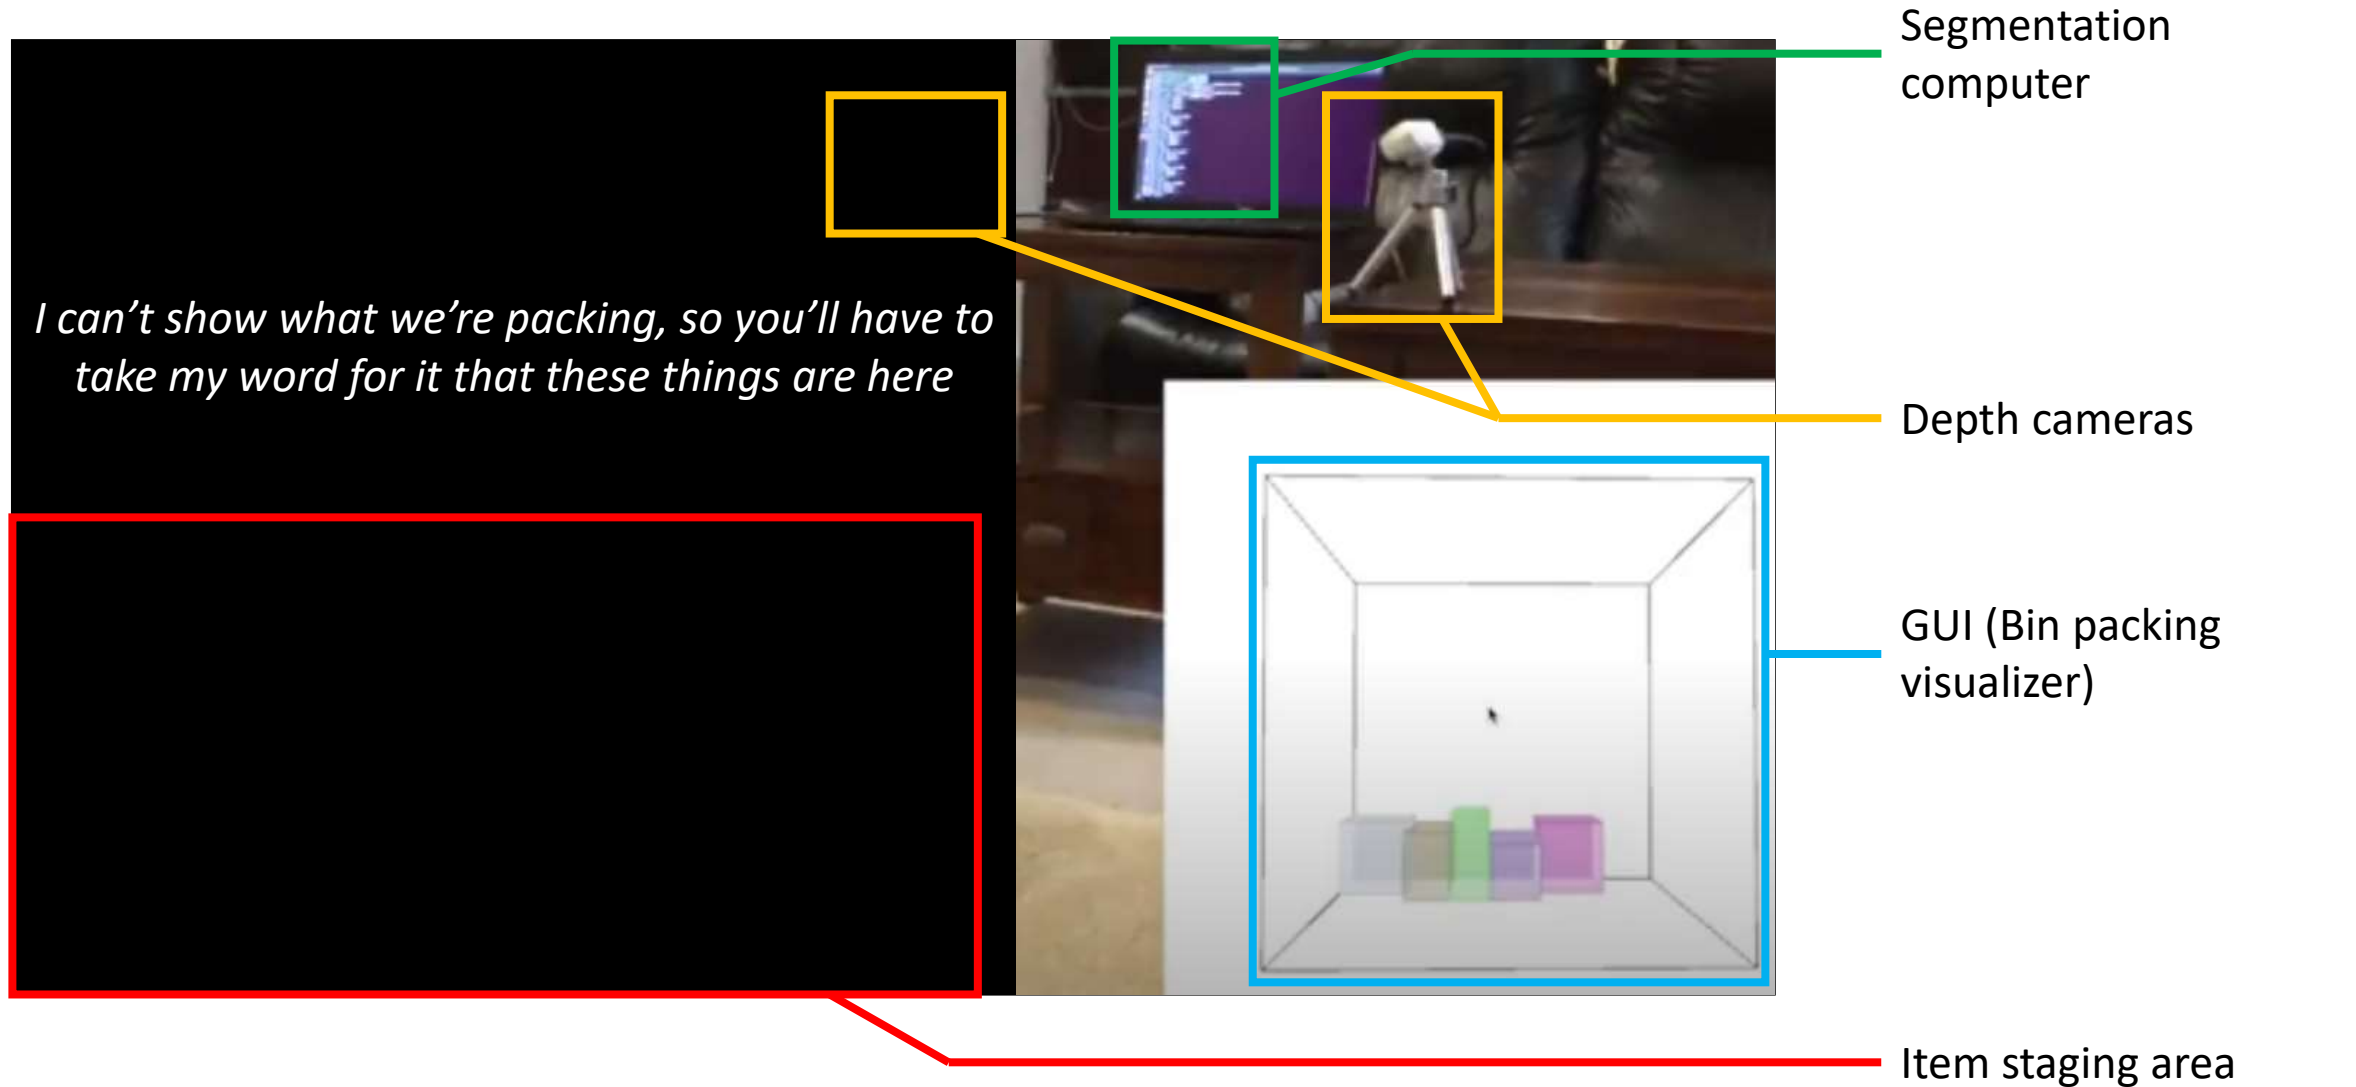 Segmentation
computer
I can’t show what we’re packing, so you’ll have to
take my word for it that these things are here
Depth cameras
GUI (Bin packing
visualizer)
Item staging area